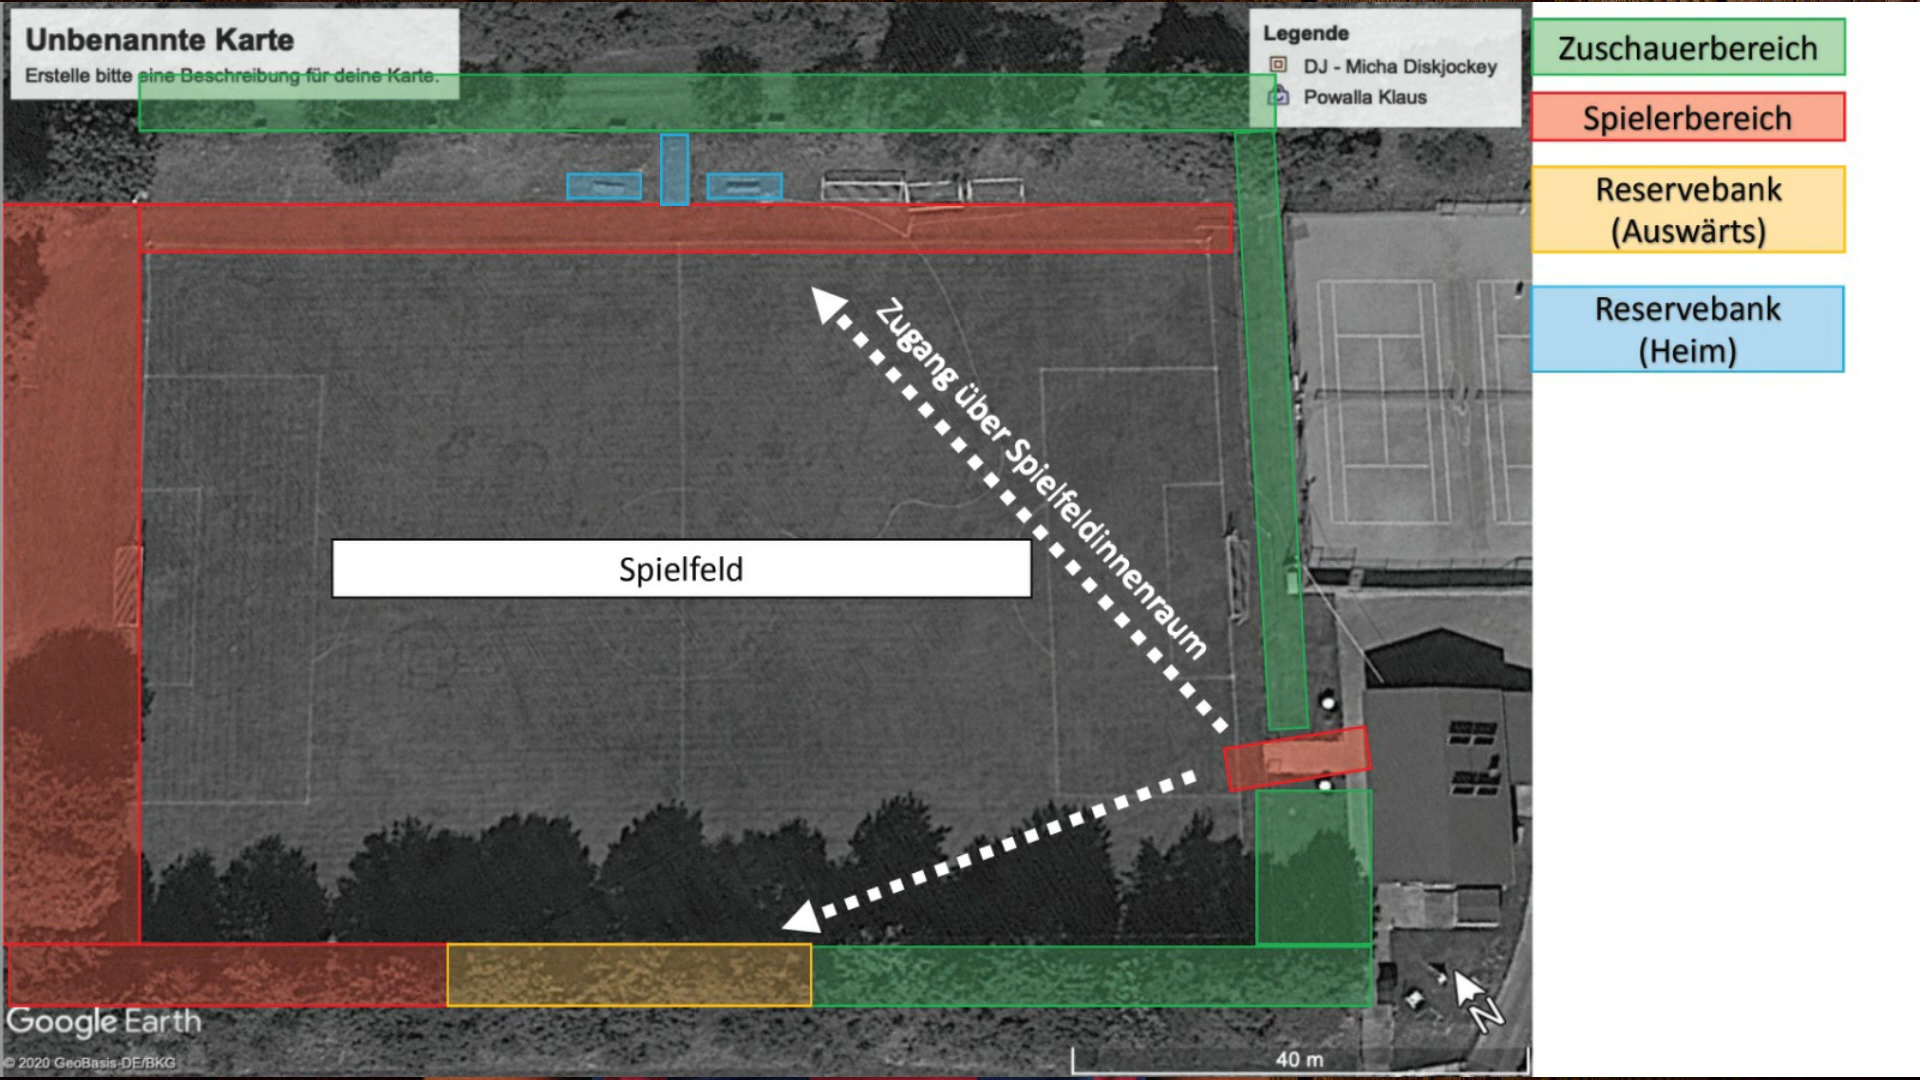 Unbenannte Karte
Erstelle bitte eine Beschreibung für deine Karte.
Legende
DJ - Micha Diskjockey
Powalla Klaus
Zuschauerbereich
Spielerbereich
Reservebank
(Auswärts)
Reservebank
(Heim)
Zugang über Spielfeldinnenraum
Spielfeld
Google Earth
© 2020 GeoBasis-DE/BKG
40 m
N